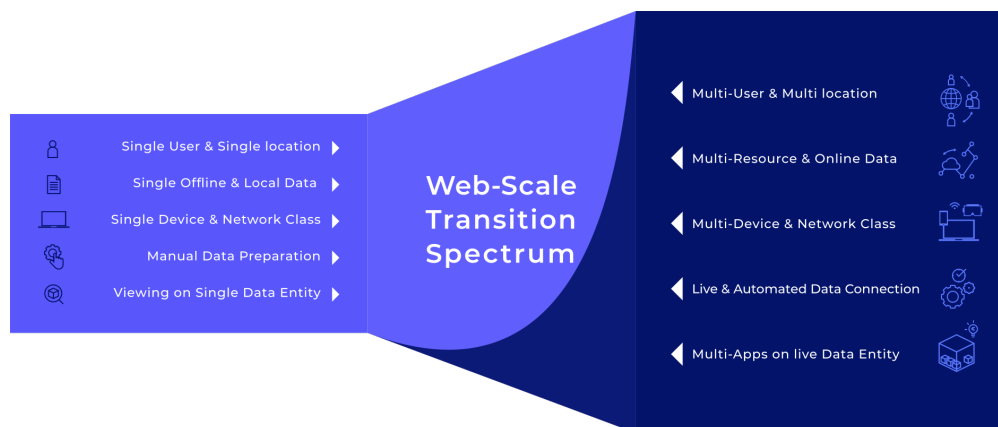 Single User & Single location
Single Offline & Local Data
Single Device & Network Class
Manual Data Preparation
Viewing on Single Data Entity
Web-Scale
Transition
Spectrum
Multi-User & Multi location
Multi-Resource & Online Data
Multi-Device & Network Class
Live & Automated Data Connection
Multi-Apps on live Data Entity